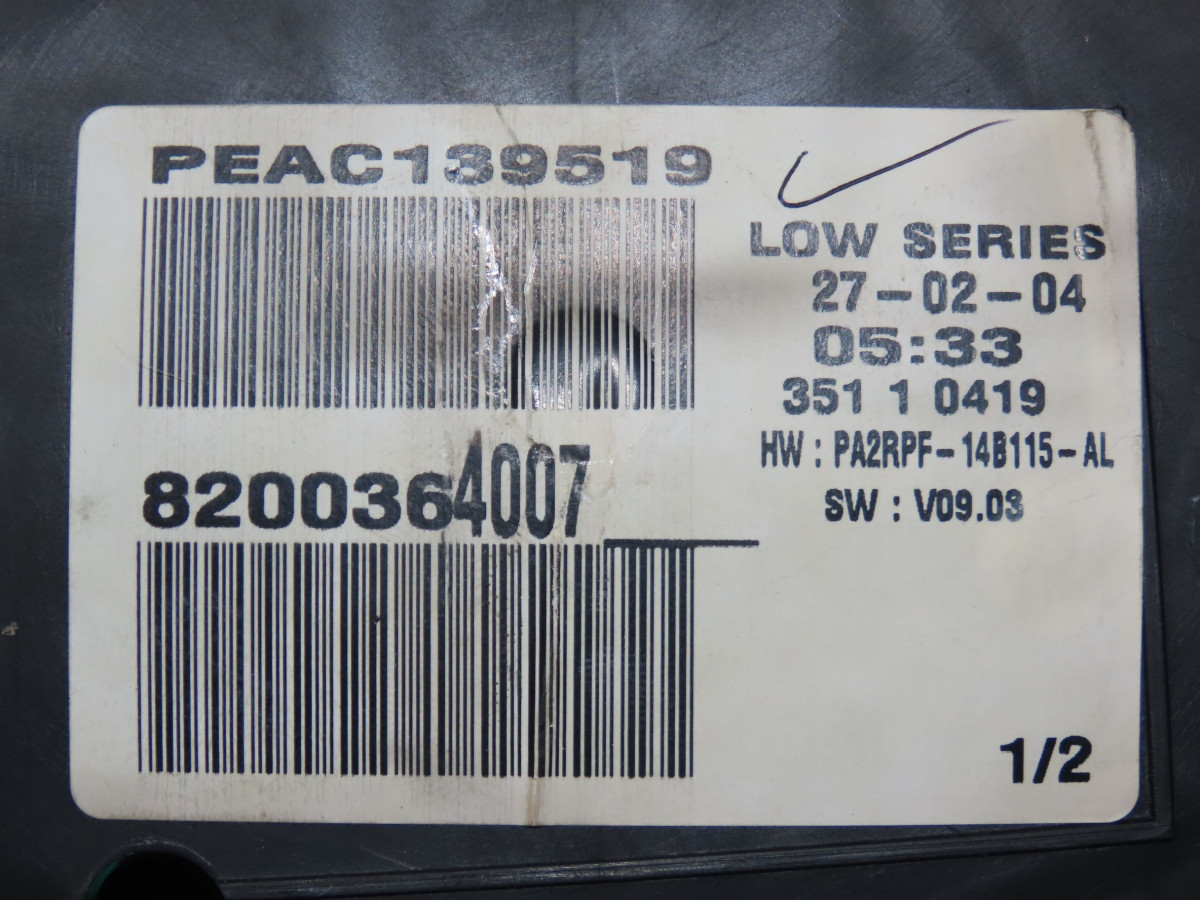 PEAC139519
LOW SERIES
27-02-04
05:33
351 1 0419
HW : PA2RPF-14B115-AL
SW : V09.03
8200364007
1/2